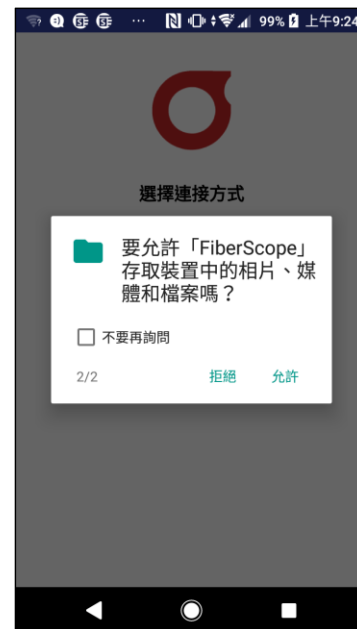 99% 上午9:24
選擇連接方式
要允許「FiberScope」
存取裝置中的相片、媒
體和檔案嗎？
不要再詢問
2/2 拒絕 允許